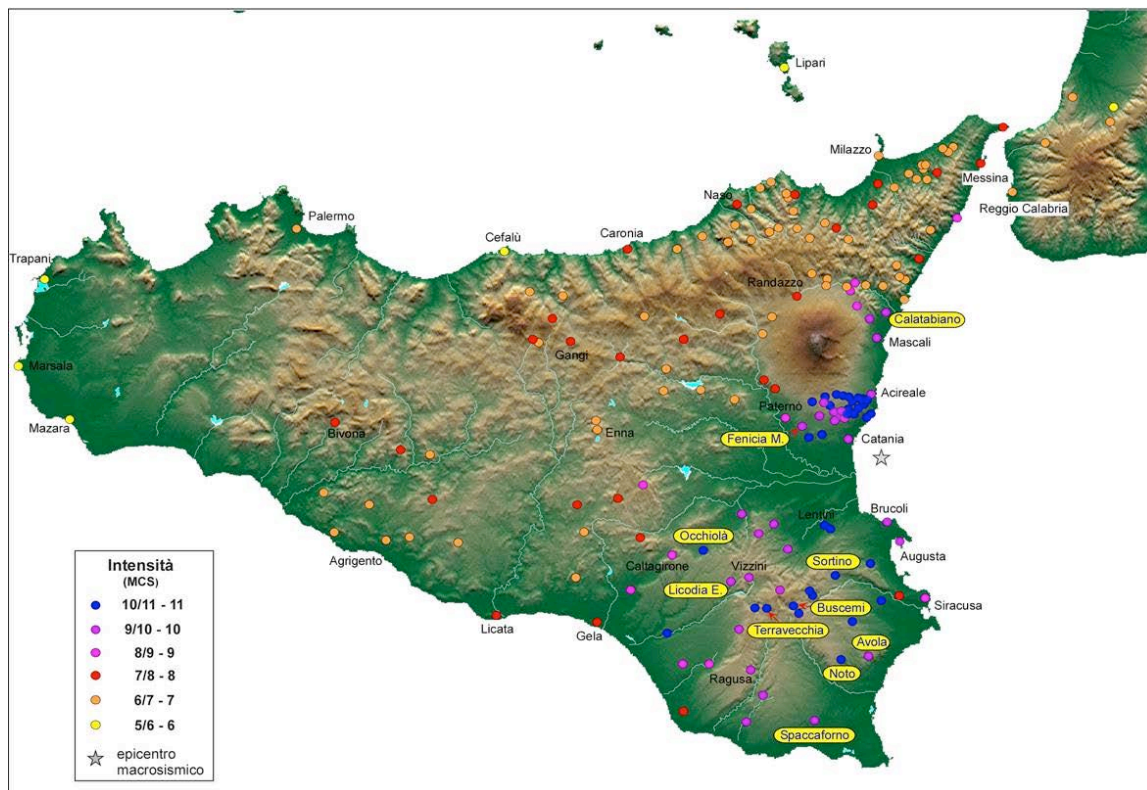 Lipari
Milazzo
Messina
Naso
Reggio Calabria
Palermo
Cefalù
Caronia
Trapani
Randazzo
Calatabiano
Mascali
Gangi
Marsala
Acireale
Paternò
Mazara
Bivona
Enna
Fenicia M.
Catania
Lentini
Brucoli
Occhiolà
Augusta
Agrigento
Caltagirone
Vizzini
Sortino
Licodia E.
Siracusa
Buscemi
Licata
Gela
Terravecchia
Avola
Noto
Ragusa
Spaccaforno
Intensità
(MCS)
10/11 - 11
9/10 - 10
8/9 - 9
7/8 - 8
6/7 - 7
5/6 - 6
epicentro
macrosismico